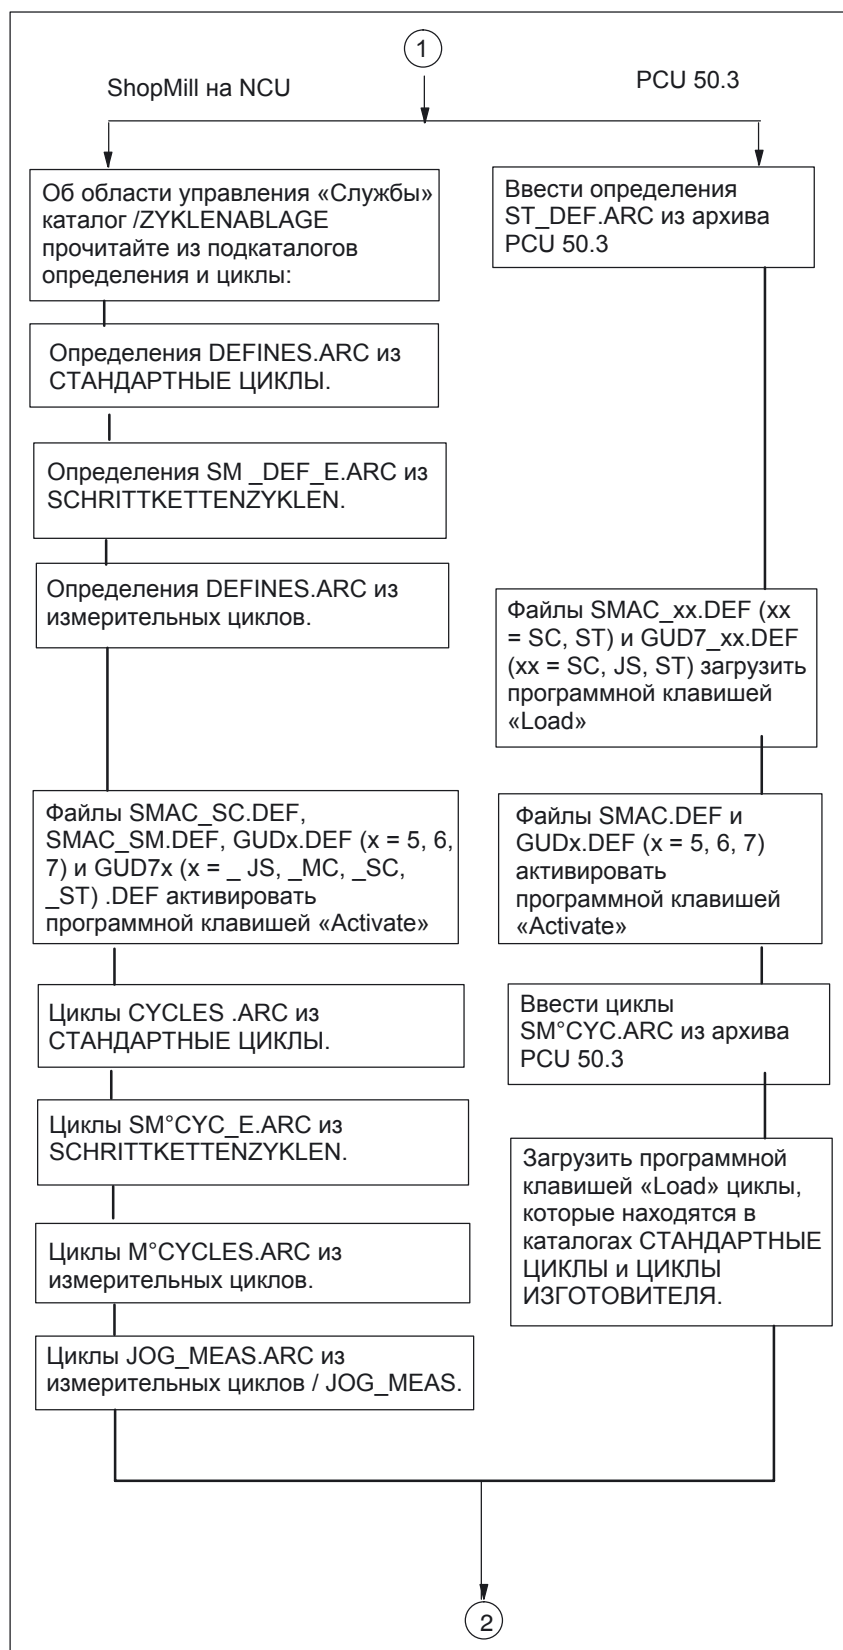 1
ShopMill на NCU
PCU 50.3
Об области управления «Службы»
каталог /ZYKLENABLAGE
прочитайте из подкаталогов
определения и циклы:
Определения DEFINES.ARC из
СТАНДАРТНЫЕ ЦИКЛЫ.
Определения SM _DEF_E.ARC из
SCHRITTKETTENZYKLEN.
Определения DEFINES.ARC из
измерительных циклов.
Файлы SMAC_SC.DEF,
SMAC_SM.DEF, GUDx.DEF (x = 5, 6,
7) и GUD7x (x = _ JS, _MC, _SC,
_ST) .DEF активировать
программной клавишей «Activate»
Циклы CYCLES .ARC из
СТАНДАРТНЫЕ ЦИКЛЫ.
Циклы SM°CYC_E.ARC из
SCHRITTKETTENZYKLEN.
Циклы M°CYCLES.ARC из
измерительных циклов.
Циклы JOG_MEAS.ARC из
измерительных циклов / JOG_MEAS.
Ввести определения
ST_DEF.ARC из архива
PCU 50.3
Файлы SMAC_xx.DEF (xx
= SC, ST) и GUD7_xx.DEF
(xx = SC, JS, ST) загрузить
программной клавишей
«Load»
Файлы SMAC.DEF и
GUDx.DEF (x = 5, 6, 7)
активировать
программной клавишей
«Activate»
Ввести циклы
SM°CYC.ARC из архива
PCU 50.3
Загрузить программной
клавишей «Load» циклы,
которые находятся в
каталогах СТАНДАРТНЫЕ
ЦИКЛЫ и ЦИКЛЫ
ИЗГОТОВИТЕЛЯ.
2